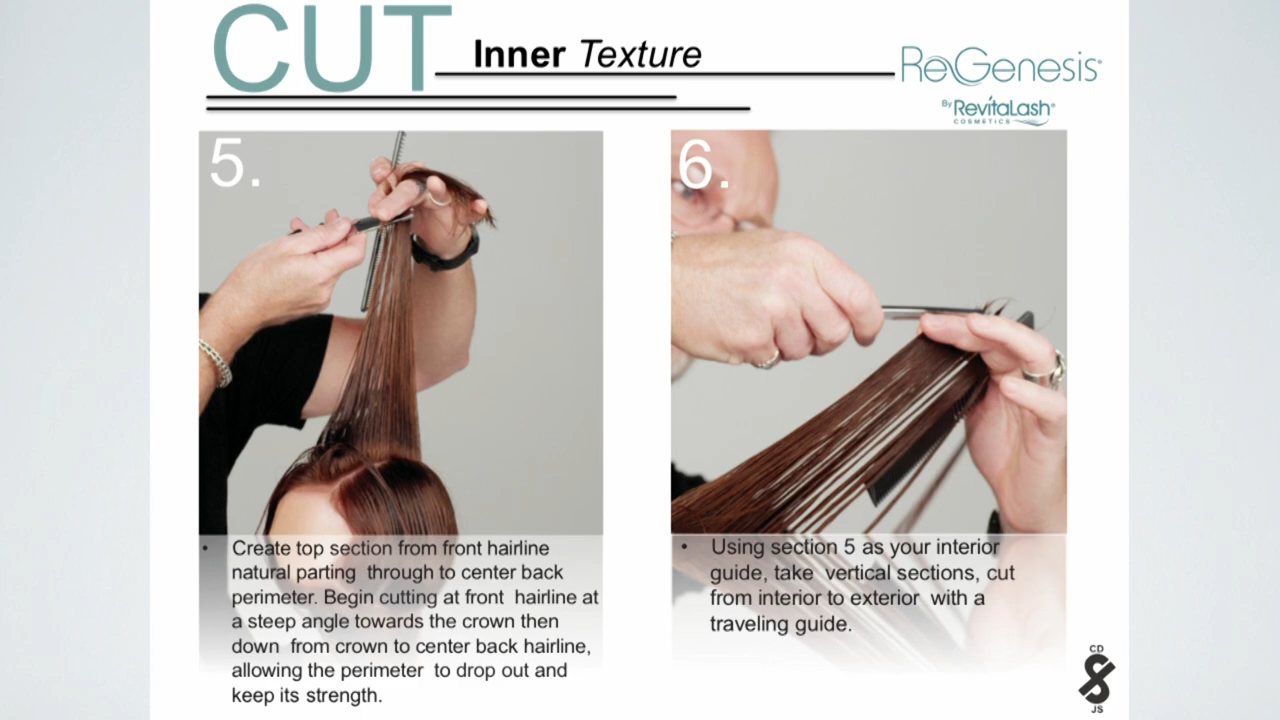 CUT
Inner Texture
ReGenesis®
By RevitaLash®
COSMETICS
5.
6.
• Create top section from front hairline
natural parting through to center back
perimeter. Begin cutting at front hairline at
a steep angle towards the crown then
down from crown to center back hairline,
allowing the perimeter to drop out and
keep its strength.
• Using section 5 as your interior
guide, take vertical sections, cut
from interior to exterior with a
traveling guide.
CD
JS